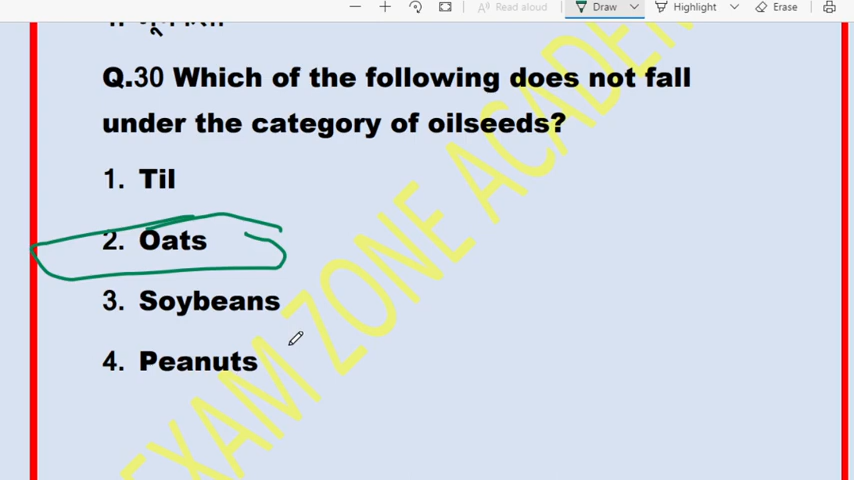 Read aloud Draw Highlight Erase
Q.30 Which of the following does not fall
under the category of oilseeds?
1. Til
2. Oats
3. Soybeans
4. Peanuts
EXAM ZONE ACADEM